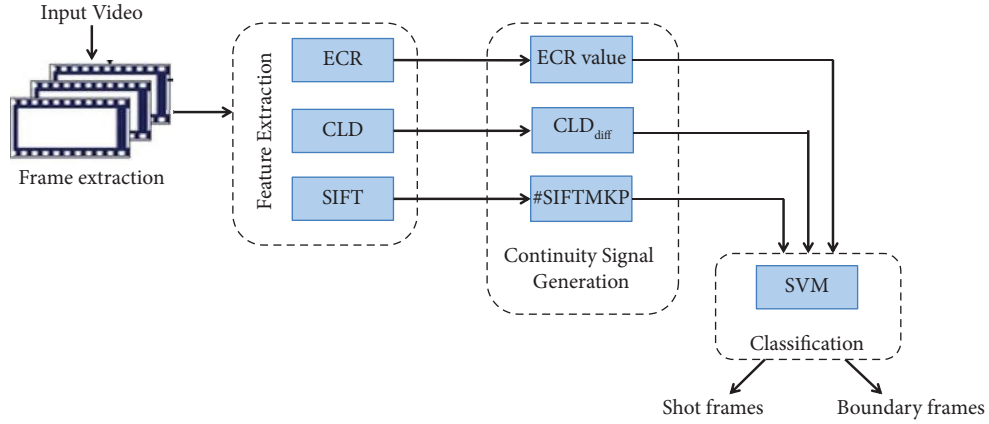 Input Video
Frame extraction
Feature Extraction
ECR
CLD
SIFT
ECR value
CLDdiff
#SIFTMKP
Continuity Signal
Generation
SVM
Classification
Shot frames
Boundary frames